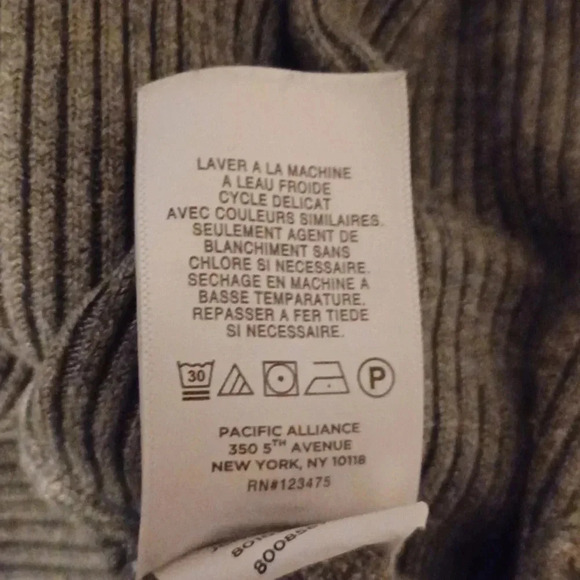 LAVER A LA MACHINE
A LEAU FROIDE
CYCLE DELICAT
AVEC COULEURS SIMILAIRES.
SEULEMENT AGENT DE
BLANCHIMENT SANS
CHLORE SI NECESSAIRE.
SECHAGE EN MACHINE A
BASSE TEMPARATURE.
REPASSER A FER TIEDE
SI NECESSAIRE.
30 P
PACIFIC ALLIANCE
350 5TH AVENUE
NEW YORK, NY 10118
RN#123475